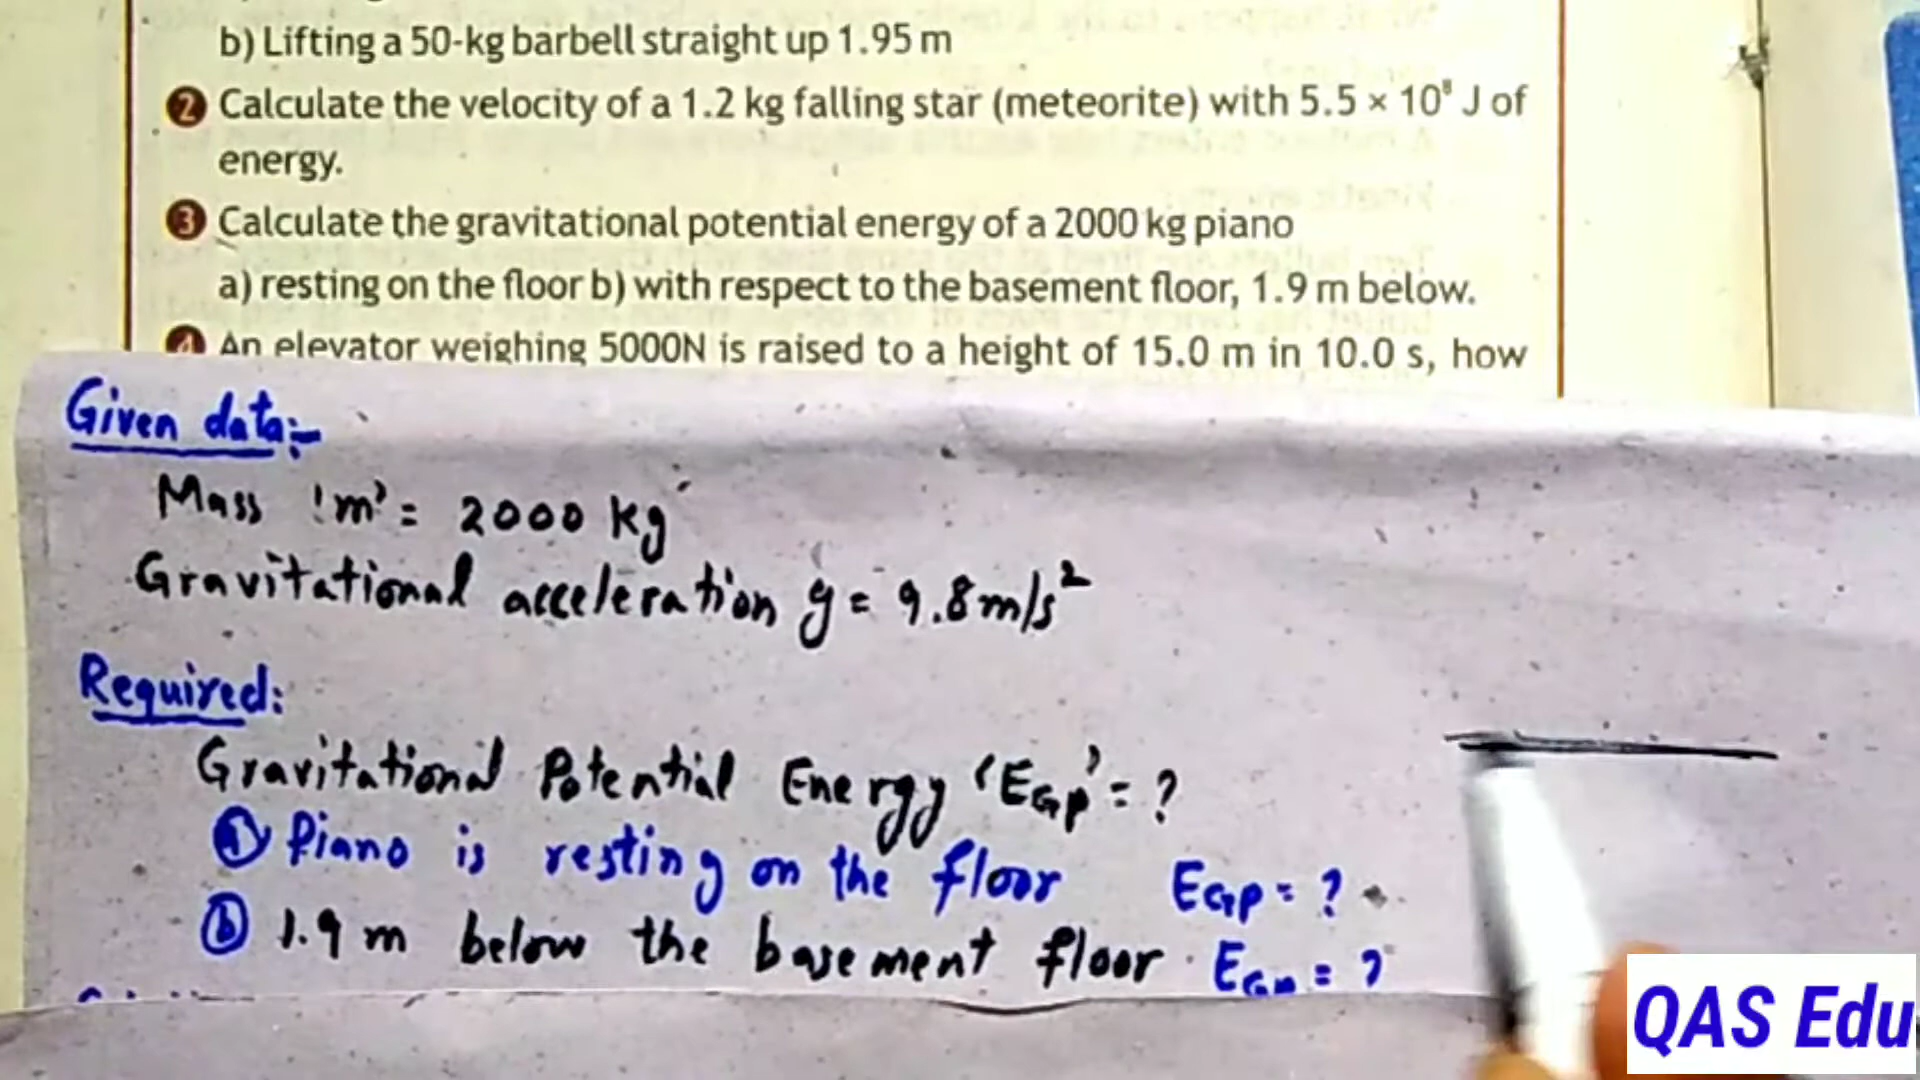 b) Lifting a 50-kg barbell straight up 1.95 m
2 Calculate the velocity of a 1.2 kg falling star (meteorite) with 5.5 × 10⁸ J of
energy.
3 Calculate the gravitational potential energy of a 2000 kg piano
a) resting on the floor b) with respect to the basement floor, 1.9 m below.
4 An elevator weighing 5000N is raised to a height of 15.0 m in 10.0 s, how
Given data:-
Mass 'm' = 2000 kg
Gravitational acceleration g = 9.8 m/s²
Required:
Gravitational Potential Energy 'EGP' = ?
a) Piano is resting on the floor EGP = ?
b) 1.9 m below the basement floor. EGP = ?
QAS Edu